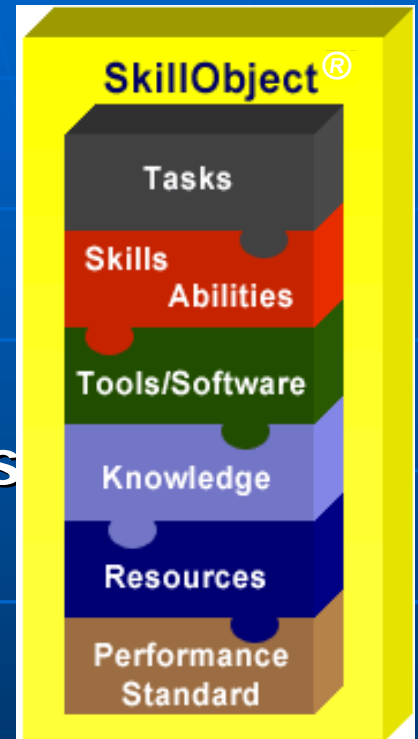 SkillObject®
Tasks
Skills
Abilities
Tools/Software
s
Knowledge
Resources
Performance
Standard